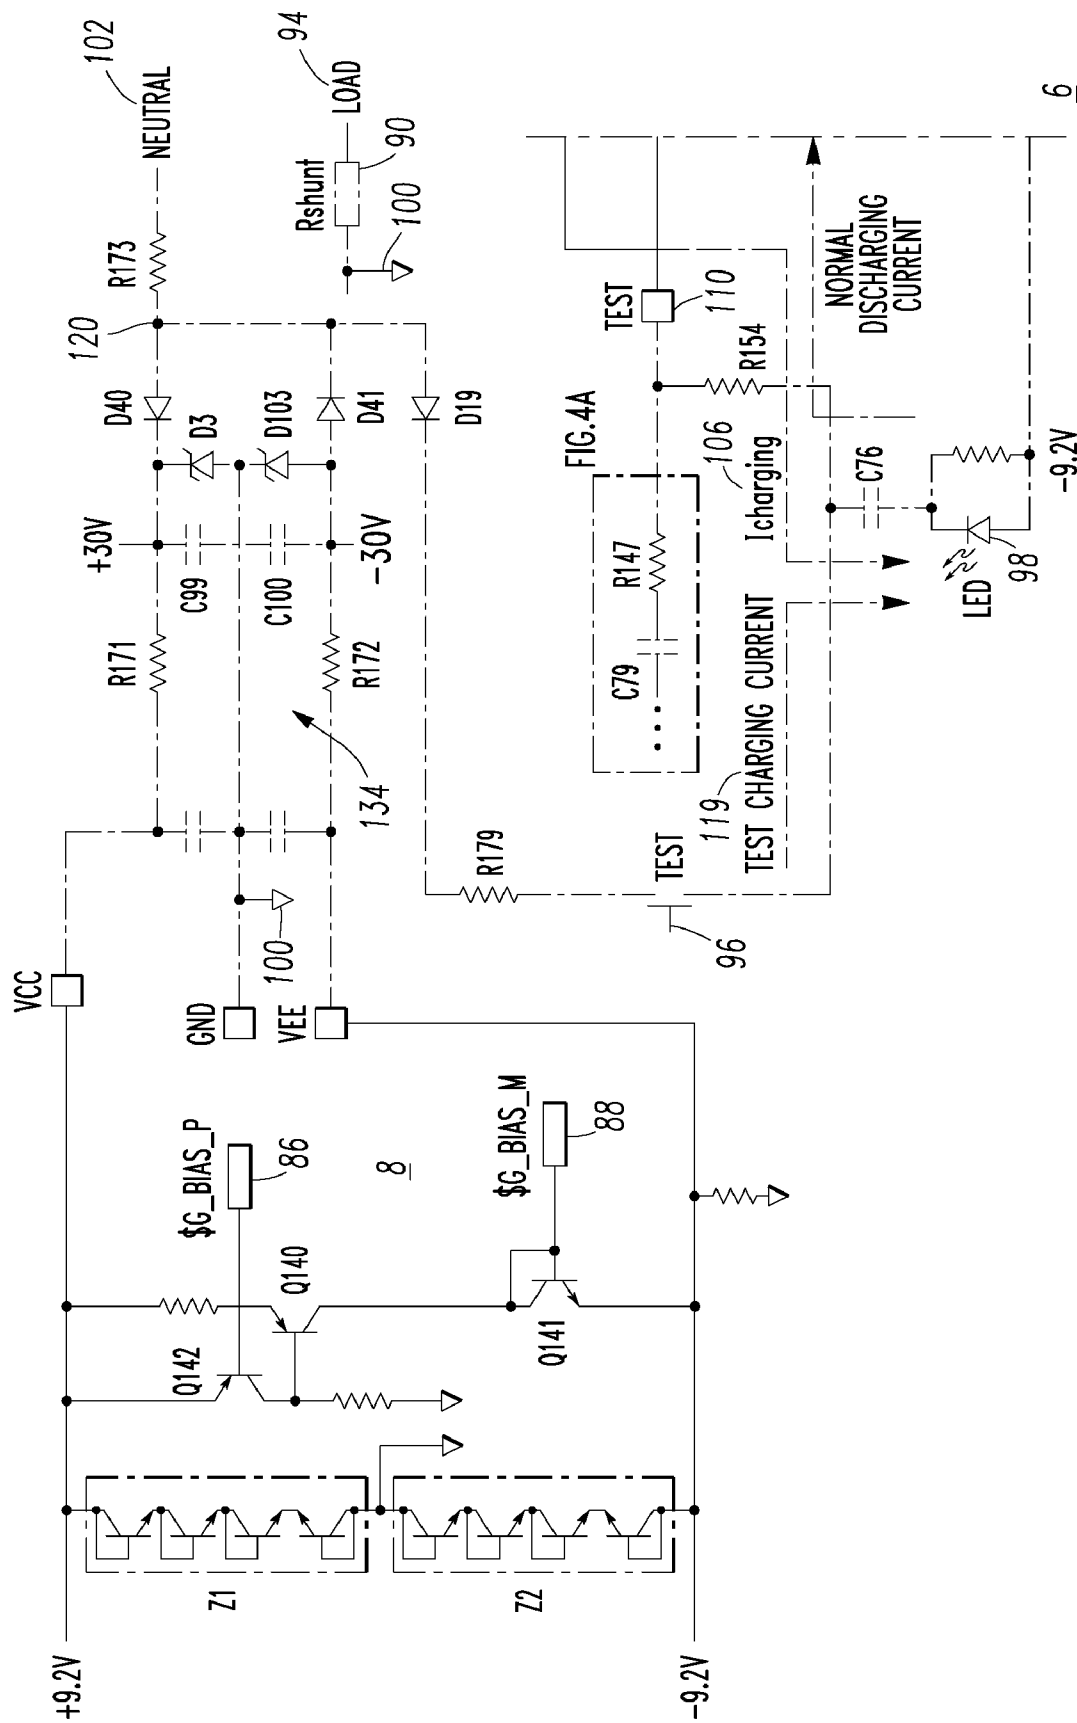 102
NEUTRAL
94
LOAD
Rshunt
90
100
R173
120
D40
D3
D103
D41
D19
+30V
-30V
C99
C100
R171
R172
134
R179
TEST
96
100
VCC
GND
VEE
$G_BIAS_P
86
8
$G_BIAS_M
88
Q140
Q142
Q141
Z1
Z2
+9.2V
-9.2V
6
TEST
110
FIG.4A
R154
R147
C79
106
Icharging
NORMAL
DISCHARGING
CURRENT
119
TEST CHARGING CURRENT
C76
LED
98
-9.2V